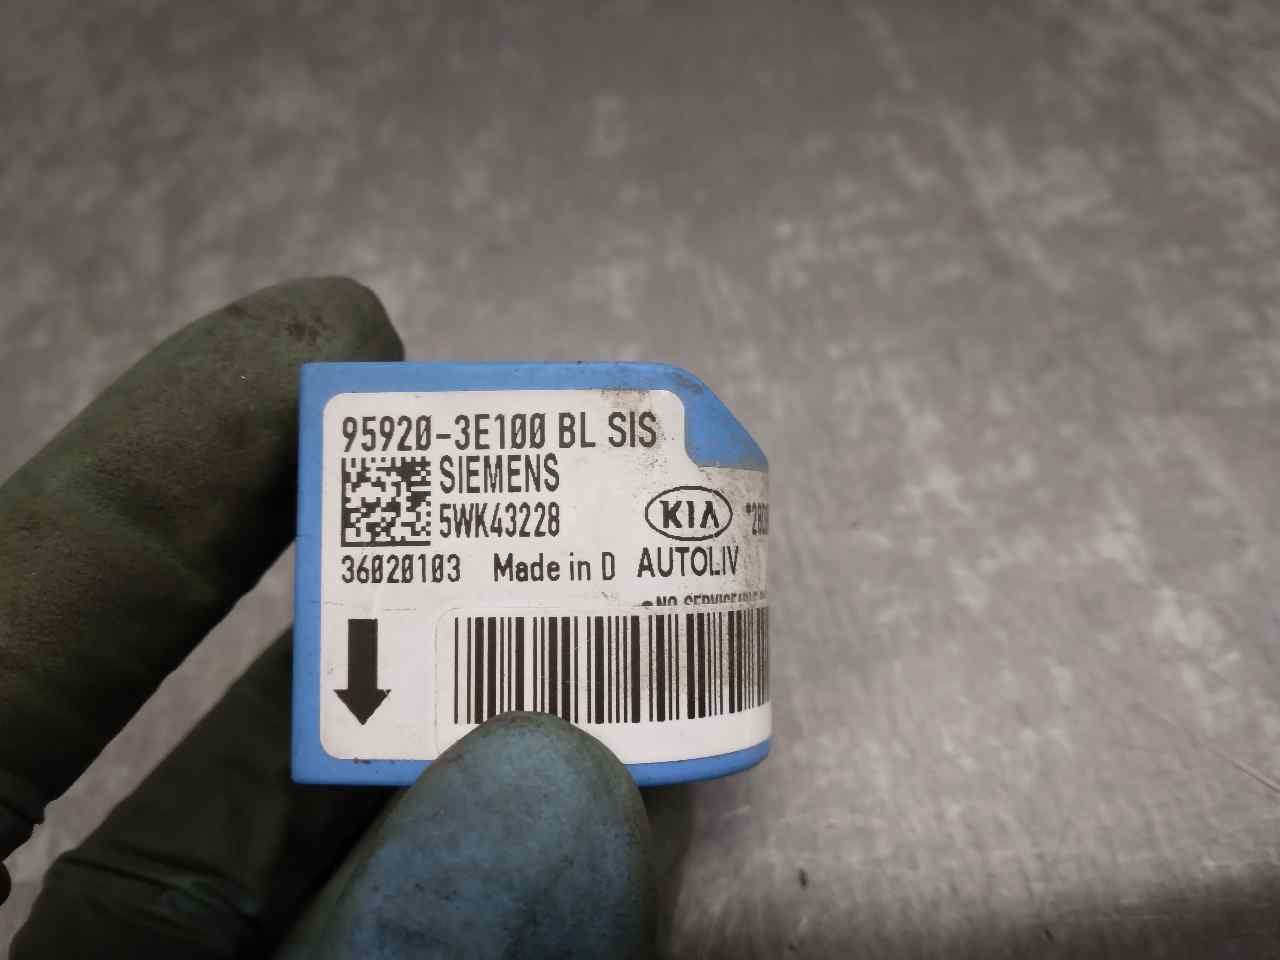 95920-3E100 BL SIS
SIEMENS
5WK43228
KIA
36020103 Made in D AUTOLIV